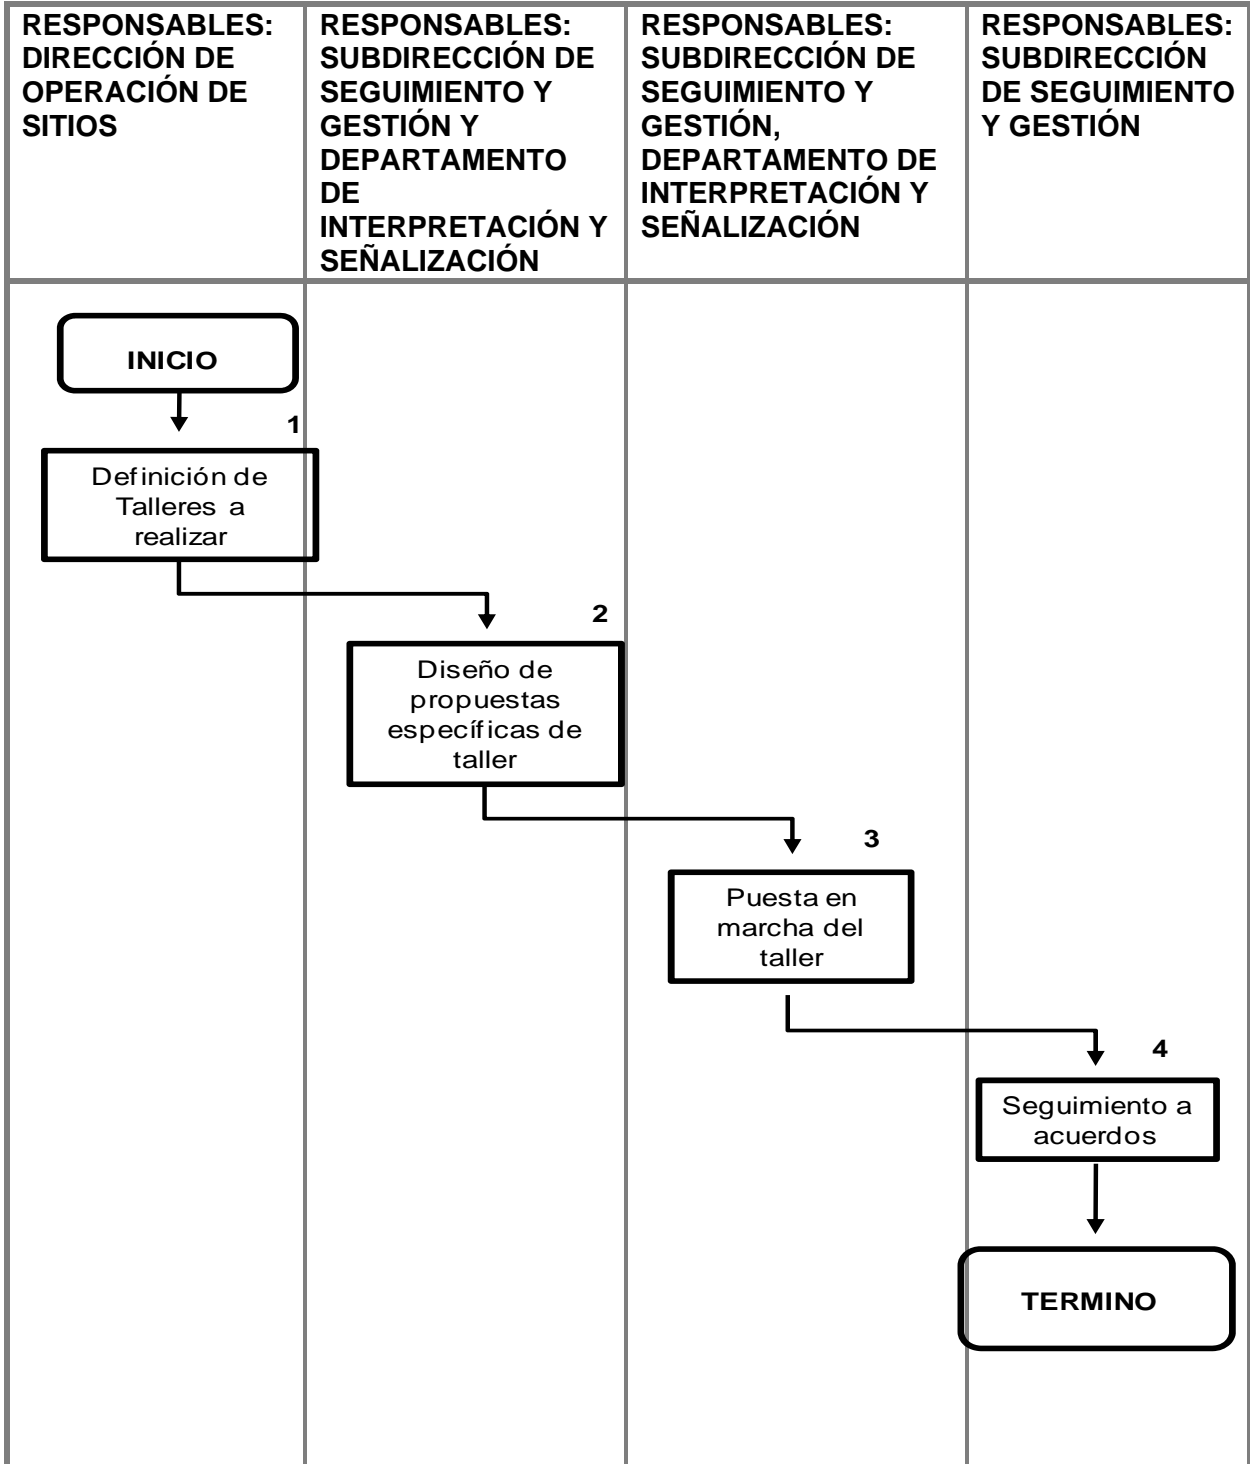 RESPONSABLES:
DIRECCIÓN DE
OPERACIÓN DE
SITIOS
RESPONSABLES:
SUBDIRECCIÓN DE
SEGUIMIENTO Y
GESTIÓN Y
DEPARTAMENTO
DE
INTERPRETACIÓN Y
SEÑALIZACIÓN
RESPONSABLES:
SUBDIRECCIÓN DE
SEGUIMIENTO Y
GESTIÓN,
DEPARTAMENTO DE
INTERPRETACIÓN Y
SEÑALIZACIÓN
RESPONSABLES:
SUBDIRECCIÓN
DE SEGUIMIENTO
Y GESTIÓN
INICIO
1
Definición de
Talleres a
realizar
2
Diseño de
propuestas
específicas de
taller
3
Puesta en
marcha del
taller
4
Seguimiento a
acuerdos
TERMINO